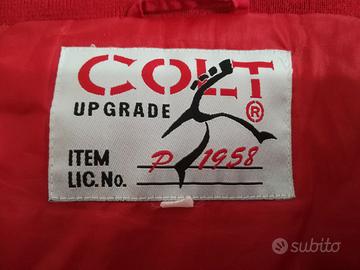 COLT
UPGRADE ®
ITEM
LIC.No. P 1958
subito